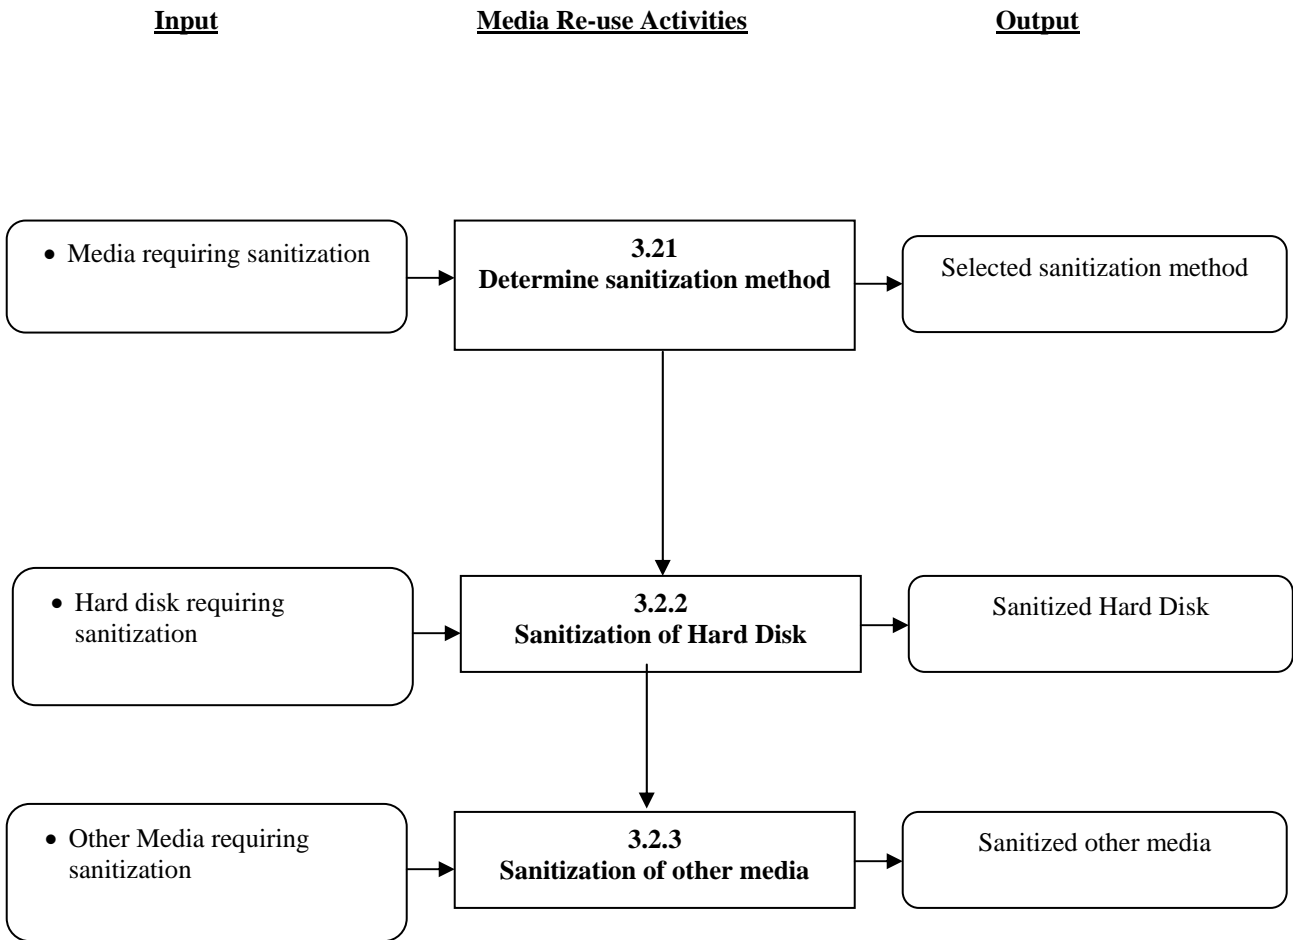 Input
Media Re-use Activities
Output
• Media requiring sanitization
3.21
Determine sanitization method
Selected sanitization method
• Hard disk requiring
sanitization
3.2.2
Sanitization of Hard Disk
Sanitized Hard Disk
• Other Media requiring
sanitization
3.2.3
Sanitization of other media
Sanitized other media